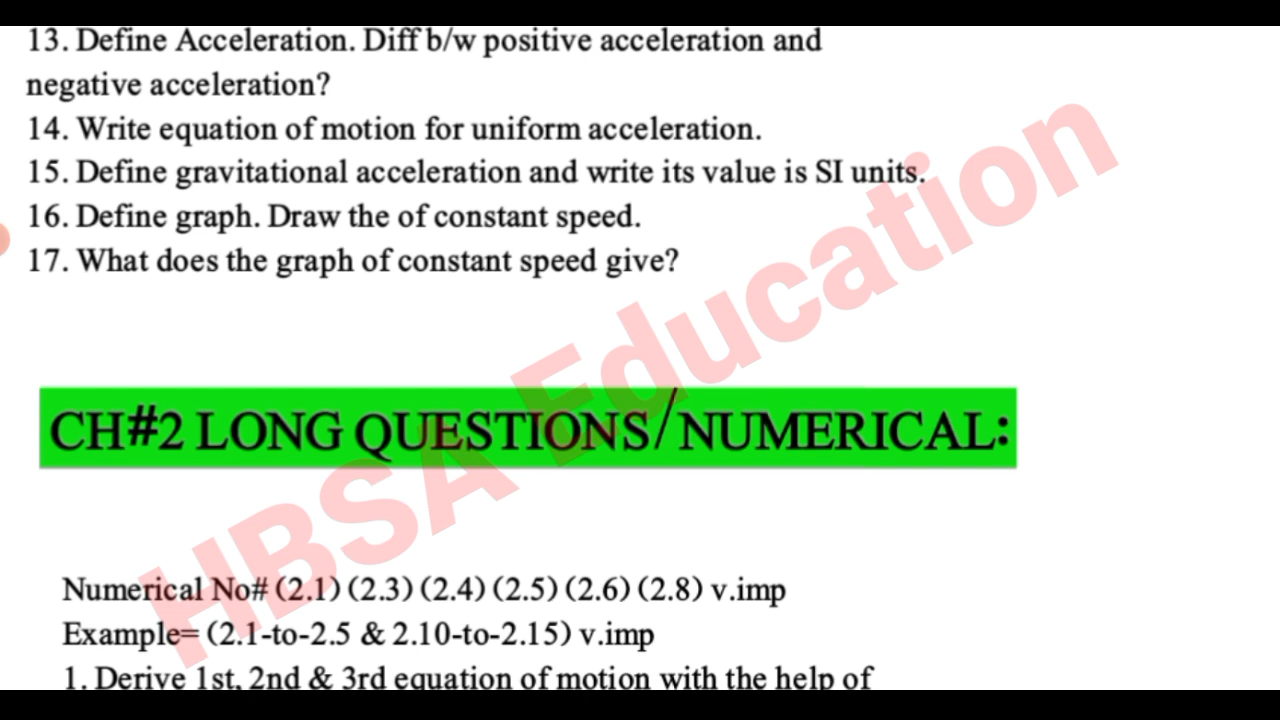 13. Define Acceleration. Diff b/w positive acceleration and
negative acceleration?
14. Write equation of motion for uniform acceleration.
15. Define gravitational acceleration and write its value is SI units.
16. Define graph. Draw the of constant speed.
17. What does the graph of constant speed give?
HBSA Education
CH#2 LONG QUESTIONS/NUMERICAL:
Numerical No# (2.1) (2.3) (2.4) (2.5) (2.6) (2.8) v.imp
Example= (2.1-to-2.5 & 2.10-to-2.15) v.imp
1. Derive 1st, 2nd & 3rd equation of motion with the help of